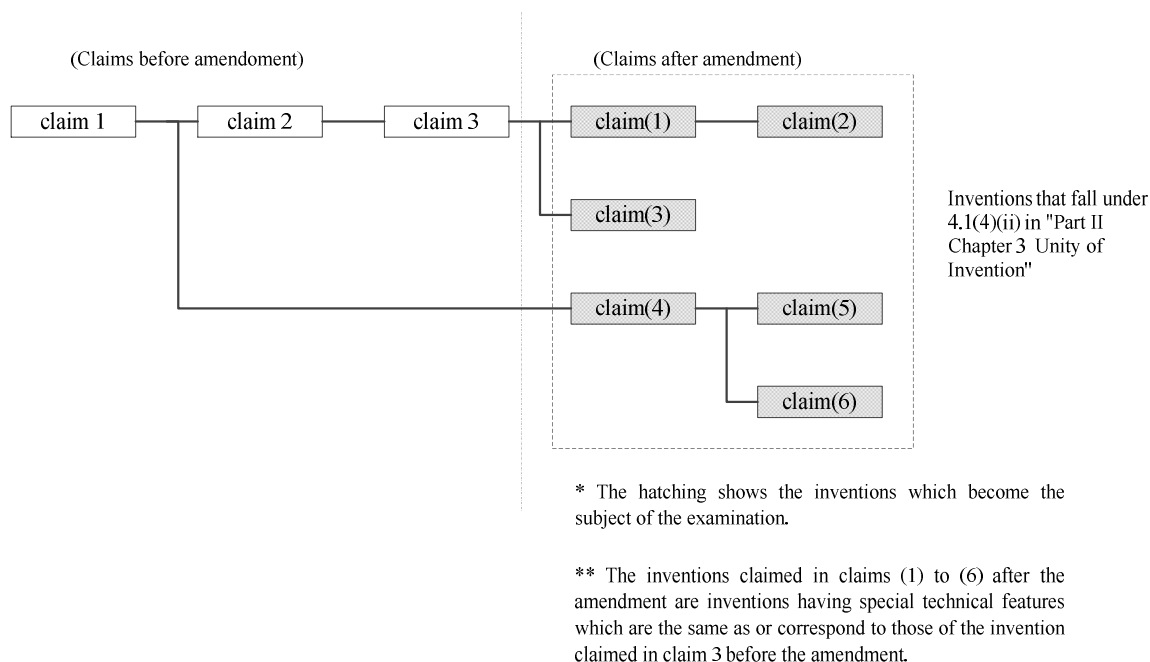 (Claims before amendoment)
(Claims after amendment)
claim 1
claim 2
claim 3
claim(1)
claim(2)
claim(3)
claim(4)
claim(5)
claim(6)
Inventions that fall under
4.1(4)(ii) in "Part II
Chapter 3 Unity of
Invention"
* The hatching shows the inventions which become the
subject of the examination.
** The inventions claimed in claims (1) to (6) after the
amendment are inventions having special technical features
which are the same as or correspond to those of the invention
claimed in claim 3 before the amendment.